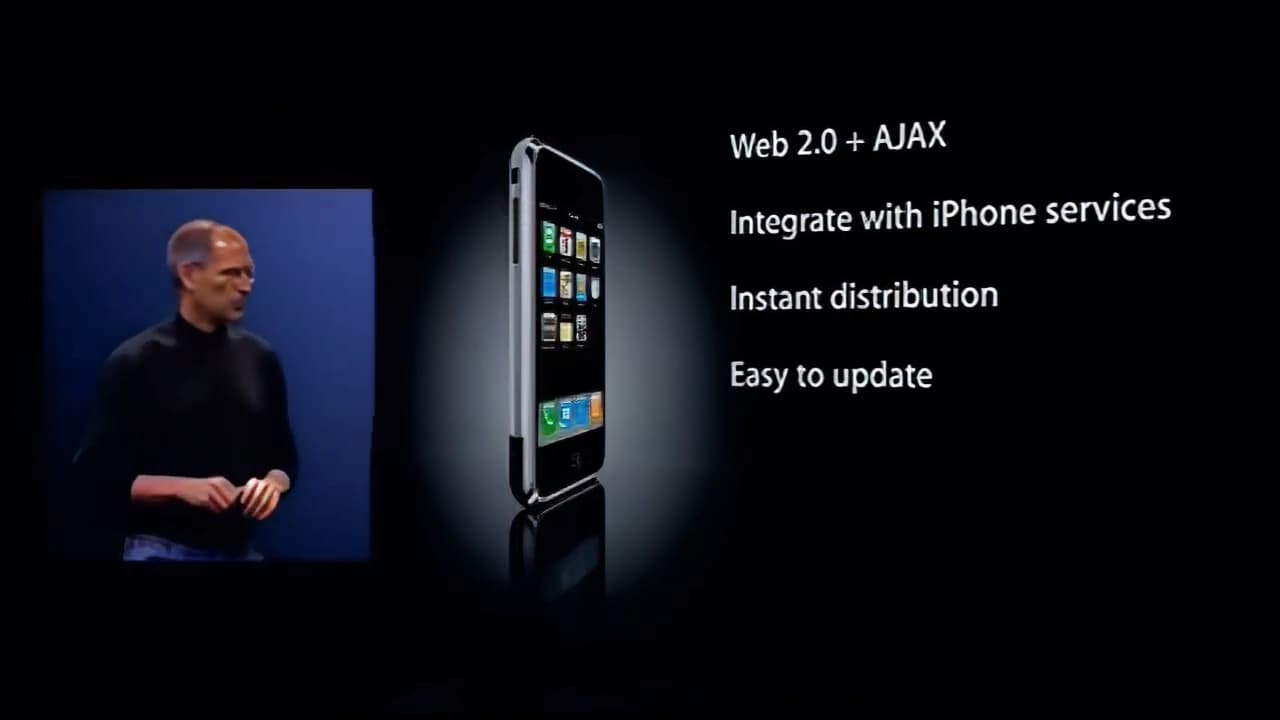 Web 2.0 + AJAX
Integrate with iPhone services
Instant distribution
Easy to update